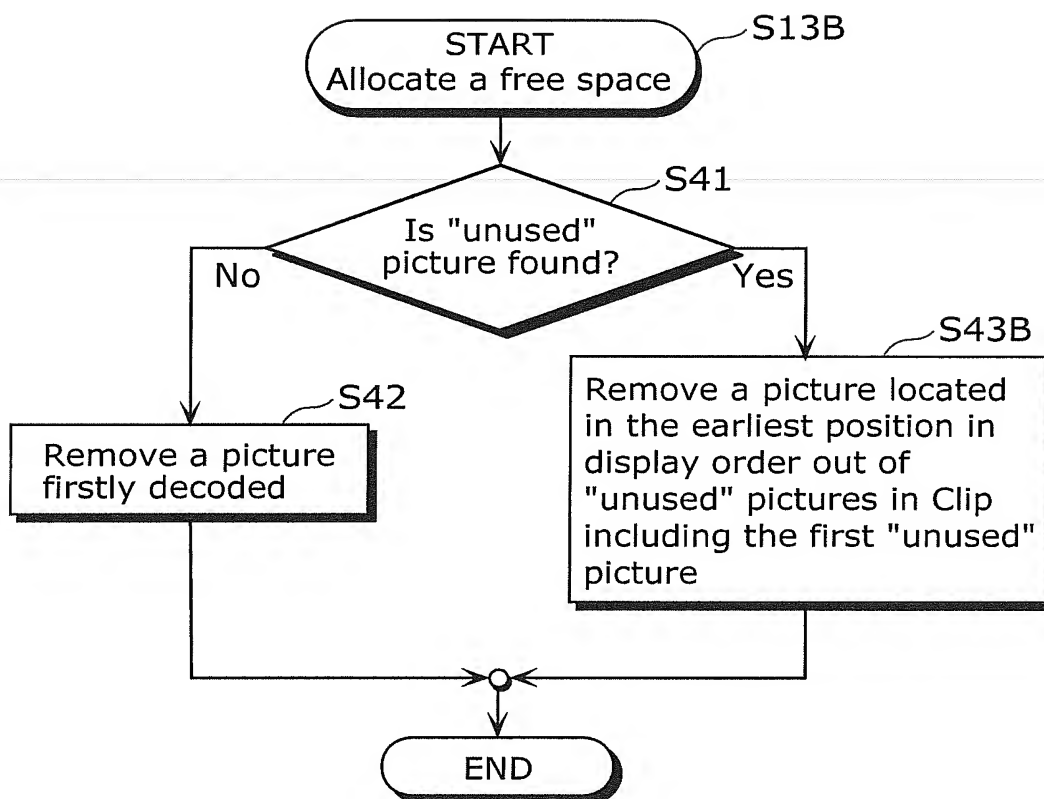 START
Allocate a free space
S13B
S41
Is "unused"
picture found?
No
Yes
S42
Remove a picture
firstly decoded
S43B
Remove a picture located
in the earliest position in
display order out of
"unused" pictures in Clip
including the first "unused"
picture
END